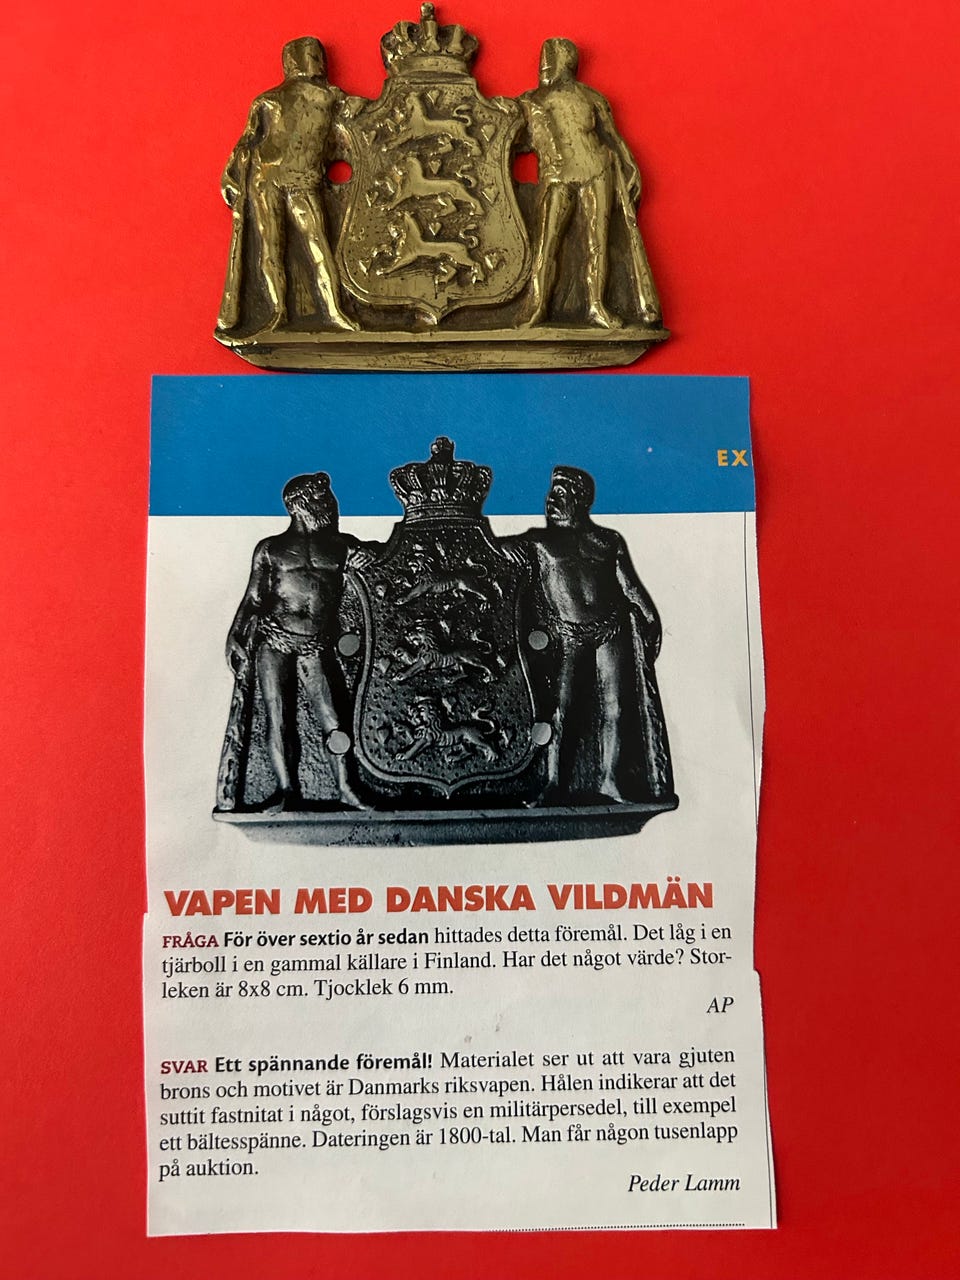 EX
VAPEN MED DANSKA VILDMÄN
FRÅGA För över sextio år sedan hittades detta föremål. Det låg i en
tjärboll i en gammal källare i Finland. Har det något värde? Stor-
leken är 8x8 cm. Tjocklek 6 mm.
AP
SVAR Ett spännande föremål! Materialet ser ut att vara gjuten
brons och motivet är Danmarks riksvapen. Hålen indikerar att det
suttit fastnitat i något, förslagsvis en militärpersedel, till exempel
ett bältesspänne. Dateringen är 1800-tal. Man får någon tusenlapp
på auktion.
Peder Lamm